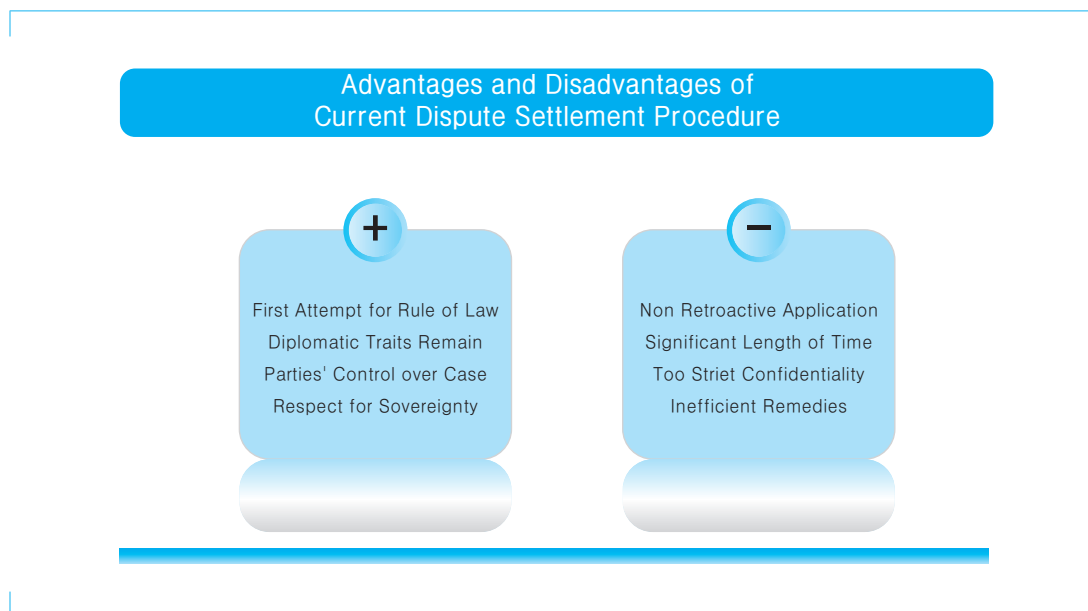 Advantages and Disadvantages of
Current Dispute Settlement Procedure
+
First Attempt for Rule of Law
Diplomatic Traits Remain
Parties' Control over Case
Respect for Sovereignty
−
Non Retroactive Application
Significant Length of Time
Too Striet Confidentiality
Inefficient Remedies